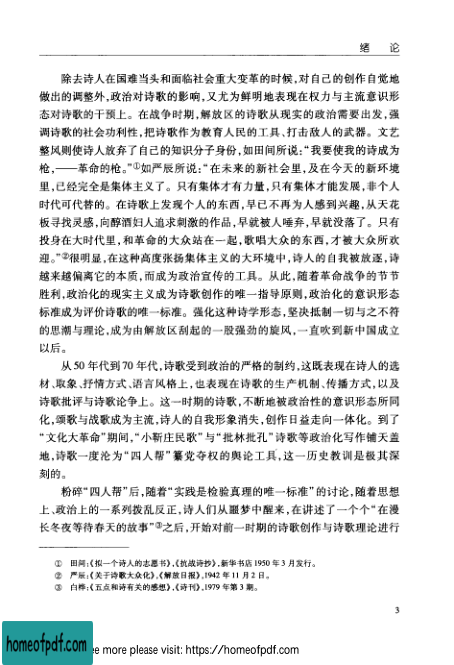 绪 论
除去诗人在国难当头和面临社会重大变革的时候,对自己的创作自觉地
做出的调整外,政治对诗歌的影响,又尤为鲜明地表现在权力与主流意识形
态对诗歌的干预上。在战争时期,解放区的诗歌从现实的政治需要出发,强
调诗歌的社会功利性,把诗歌作为教育人民的工具、打击敌人的武器。文艺
整风则使诗人放弃了自己的知识分子身份,如田间所说:“我要使我的诗成为
枪,——革命的枪。”①如严辰所说:“在未来的新社会里,及在今天的新环境
里,已经完全是集体主义了。只有集体才有力量,只有集体才能发展,非个人
时代可代替的。在诗歌上发现个人的东西,早已不再为人感到兴趣,从天花
板寻找灵感,向醇酒妇人追求刺激的作品,早就被人唾弃,早就没落了。只有
投身在大时代里,和革命的大众站在一起,歌唱大众的东西,才被大众所欢
迎。”②很明显,在这种高度张扬集体主义的大环境中,诗人的自我被放逐,诗
越来越偏离它的本质,而成为政治宣传的工具。从此,随着革命战争的节节
胜利,政治化的现实主义成为诗歌创作的唯一指导原则,政治化的意识形态
标准成为评价诗歌的唯一标准。强化这种诗学形态,坚决抵制一切与之不符
的思潮与理论,成为由解放区刮起的一股强劲的旋风,一直吹到新中国成立
以后。
从 50 年代到 70 年代,诗歌受到政治的严格的制约,这既表现在诗人的选
材、取象、抒情方式、语言风格上,也表现在诗歌的生产机制、传播方式,以及
诗歌批评与诗歌论争上。这一时期的诗歌,不断地被政治性的意识形态所同
化,颂歌与战歌成为主流,诗人的自我形象消失,创作日益走向一体化。到了
“文化大革命”期间,“小靳庄民歌”与“批林批孔”诗歌等政治化写作铺天盖
地,诗歌一度沦为“四人帮”篡党夺权的舆论工具,这一历史教训是极其深
刻的。
粉碎“四人帮”后,随着“实践是检验真理的唯一标准”的讨论,随着思想
上、政治上的一系列拨乱反正,诗人们从噩梦中醒来,在讲述了一个个“在漫
长冬夜等待春天的故事”③之后,开始对前一时期的诗歌创作与诗歌理论进行
① 田间:《拟一个诗人的志愿书》,《抗战诗抄》,新华书店 1950 年 3 月发行。
② 严辰:《关于诗歌大众化》,《解放日报》,1942 年 11 月 2 日。
③ 白桦:《五点和诗有关的感想》,《诗刊》,1979 年第 3 期。
3
homeofpdf.com
ee more please visit: https://homeofpdf.com